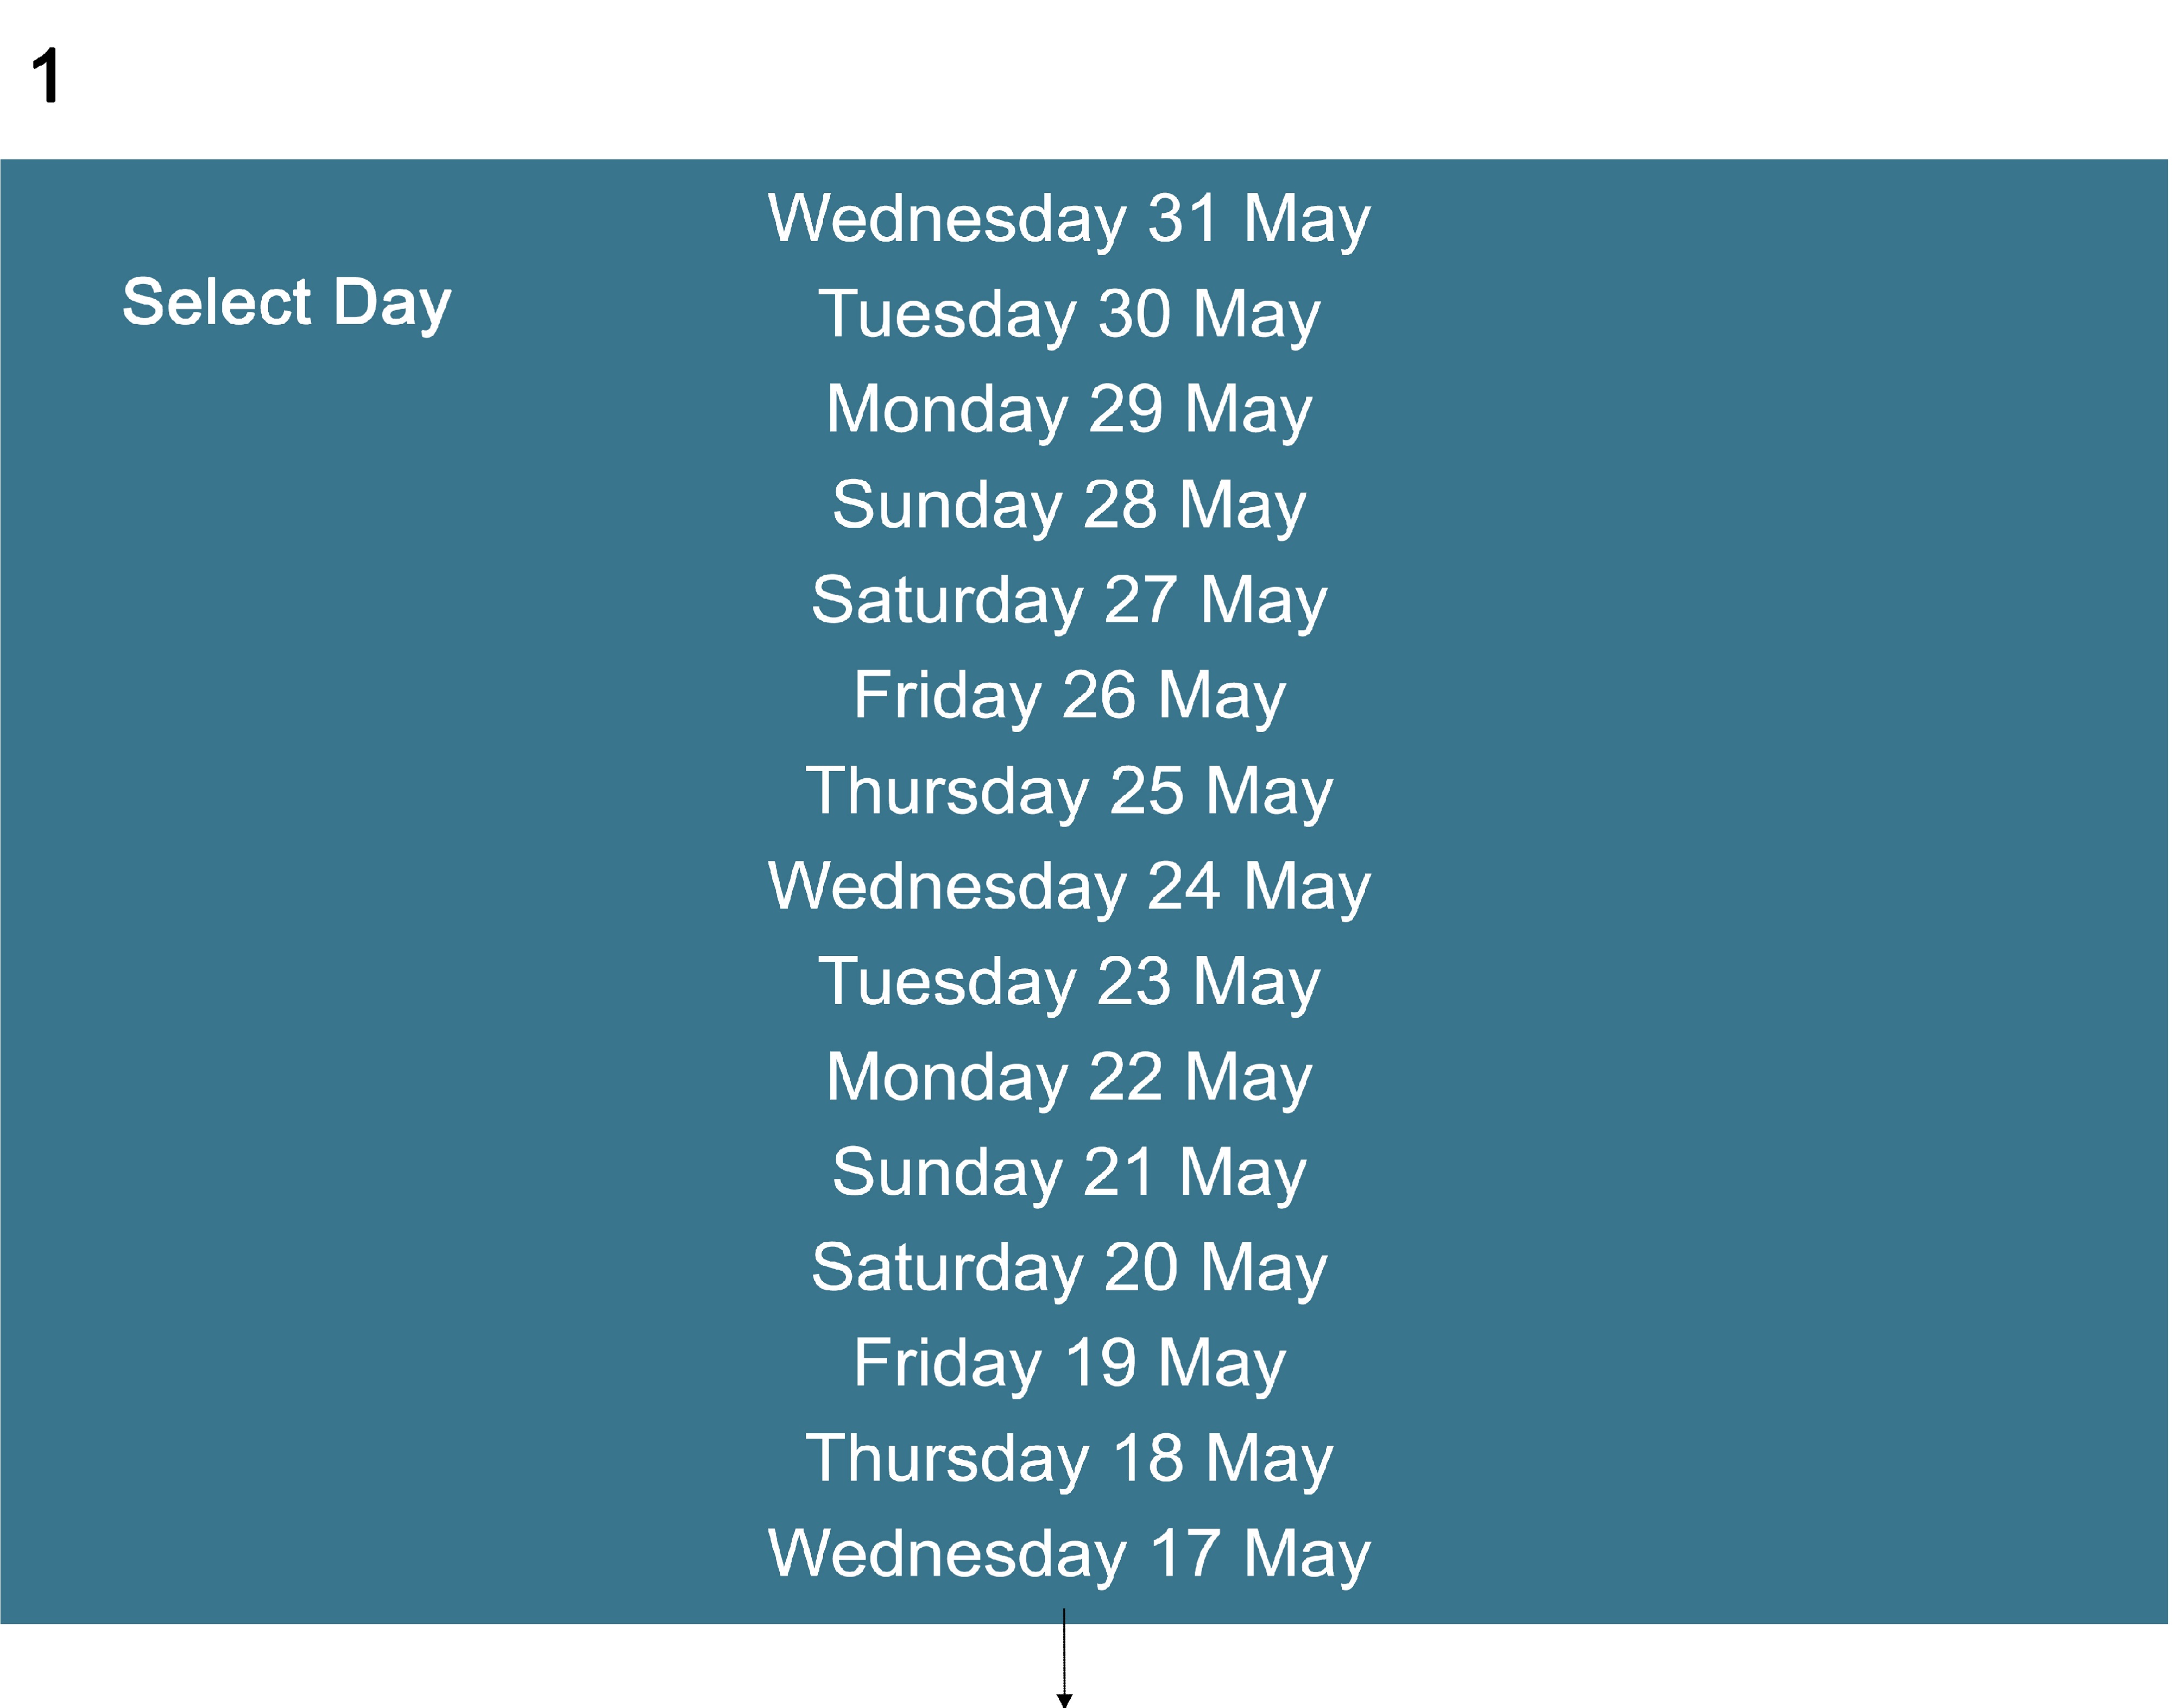 1
Select Day
Wednesday 31 May
Tuesday 30 May
Monday 29 May
Sunday 28 May
Saturday 27 May
Friday 26 May
Thursday 25 May
Wednesday 24 May
Tuesday 23 May
Monday 22 May
Sunday 21 May
Saturday 20 May
Friday 19 May
Thursday 18 May
Wednesday 17 May